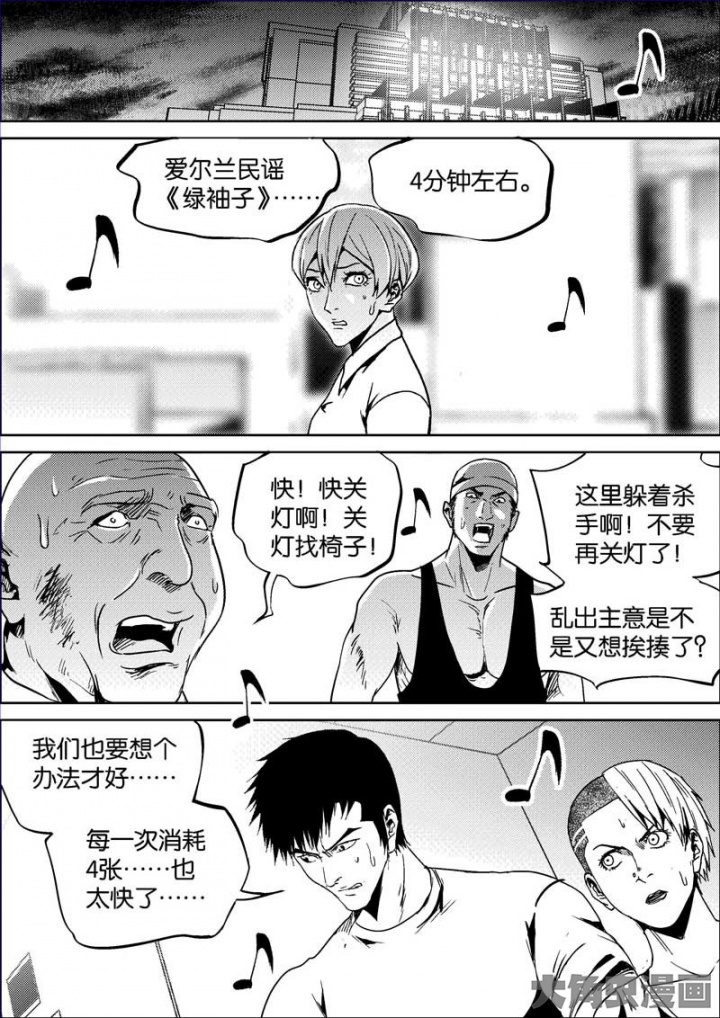 爱尔兰民谣
《绿袖子》……
4分钟左右。
快！快关
灯啊！关
灯找椅子！
这里躲着杀
手啊！不要
再关灯了！
乱出主意是不
是又想挨揍了？
我们也要想个
办法才好……
每一次消耗
4张……也
太快了……
大角虫漫画